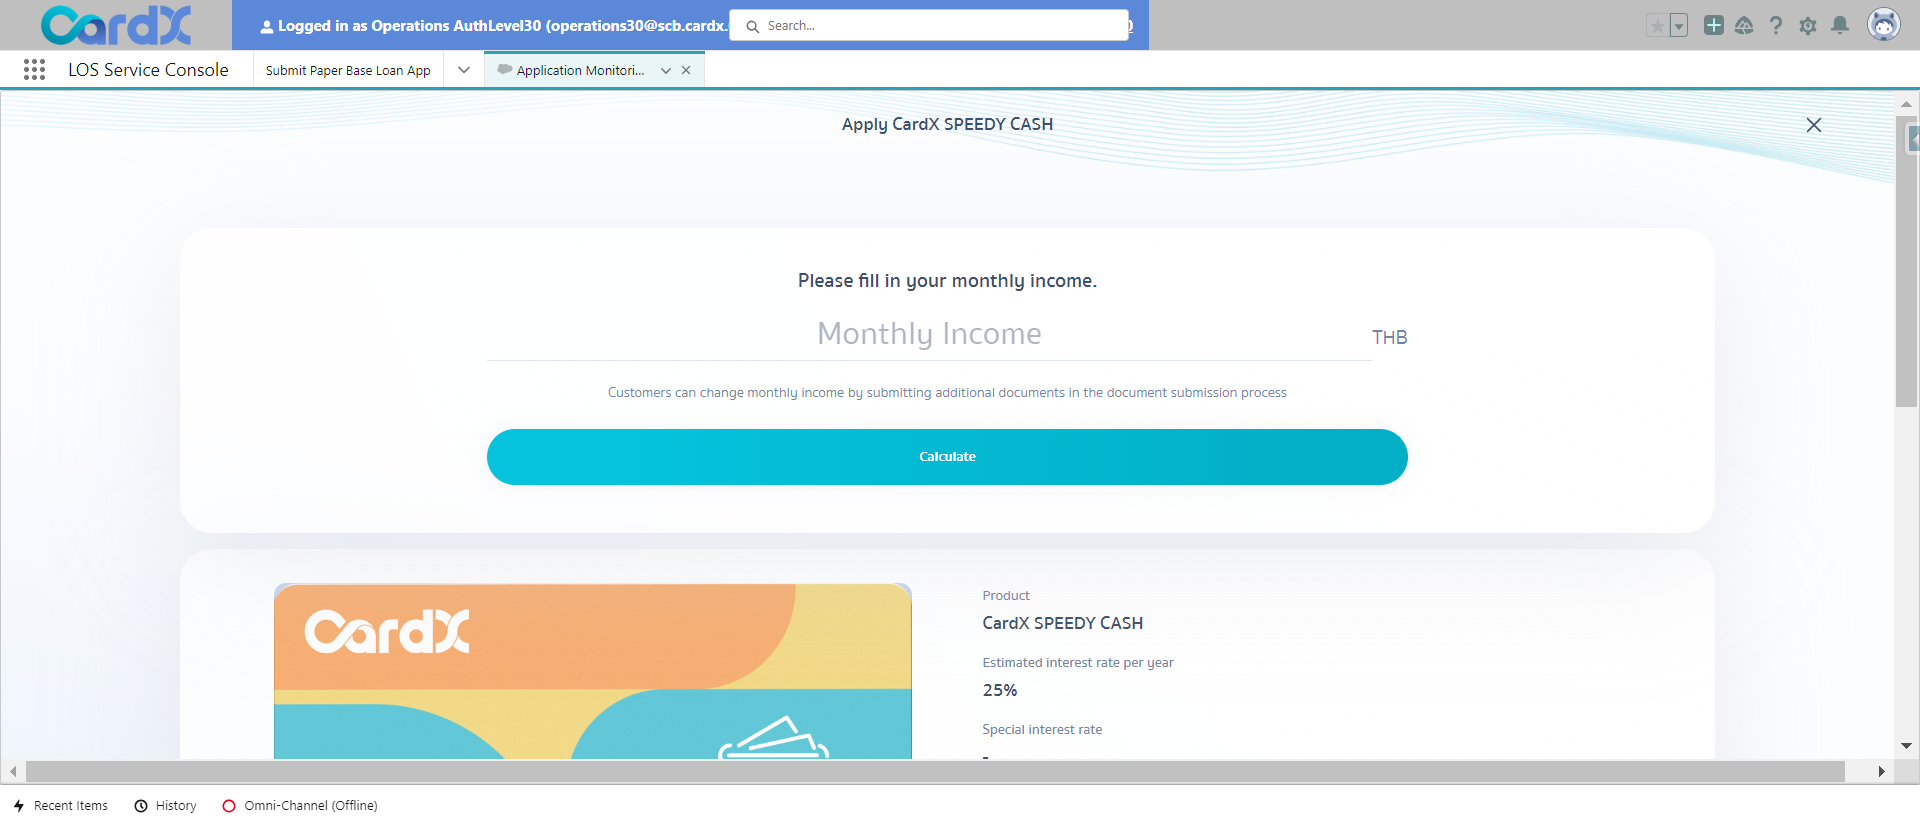 CardX
Logged in as Operations AuthLevel30 (operations30@scb.cardx.
Search...
LOS Service Console
Submit Paper Base Loan App
Application Monitori...
Apply CardX SPEEDY CASH
Please fill in your monthly income.
Monthly Income
THB
Customers can change monthly income by submitting additional documents in the document submission process
Calculate
CardX
Product
CardX SPEEDY CASH
Estimated interest rate per year
25%
Special interest rate
-
Recent Items
History
Omni-Channel (Offline)